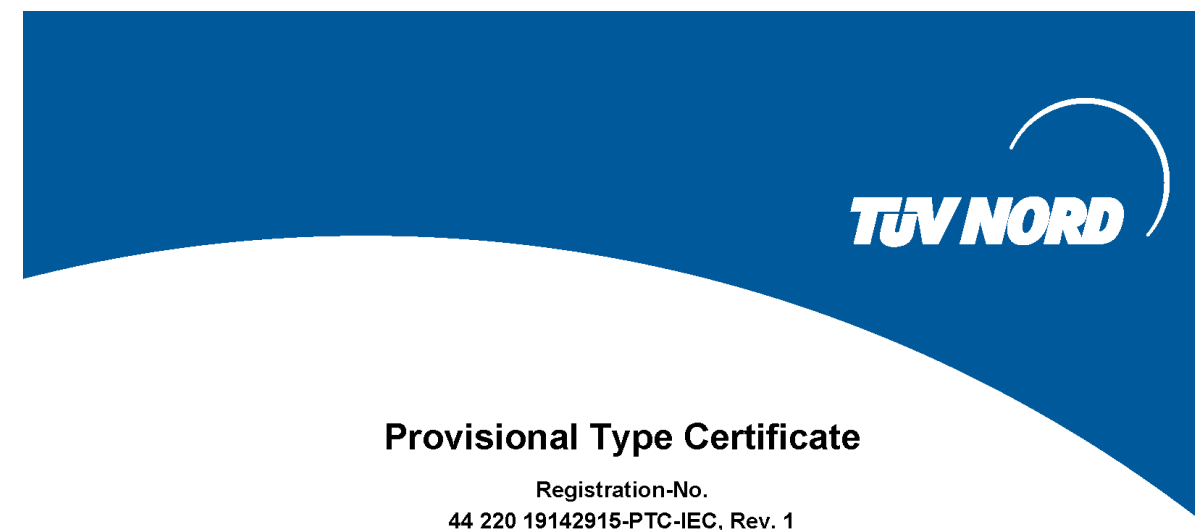 TÜV NORD
Provisional Type Certificate
Registration-No.
44 220 19142915-PTC-IEC, Rev. 1